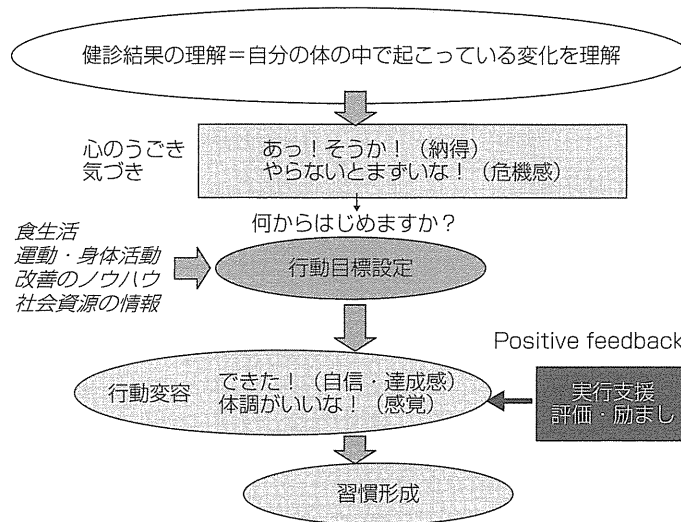 健診結果の理解＝自分の体の中で起こっている変化を理解
心のうごき
気づき
あっ！そうか！（納得）
やらないとまずいな！（危機感）
何からはじめますか？
食生活
運動・身体活動
改善のノウハウ
社会資源の情報
行動目標設定
Positive feedback
行動変容
できた！（自信・達成感）
体調がいいな！（感覚）
実行支援
評価・励まし
習慣形成